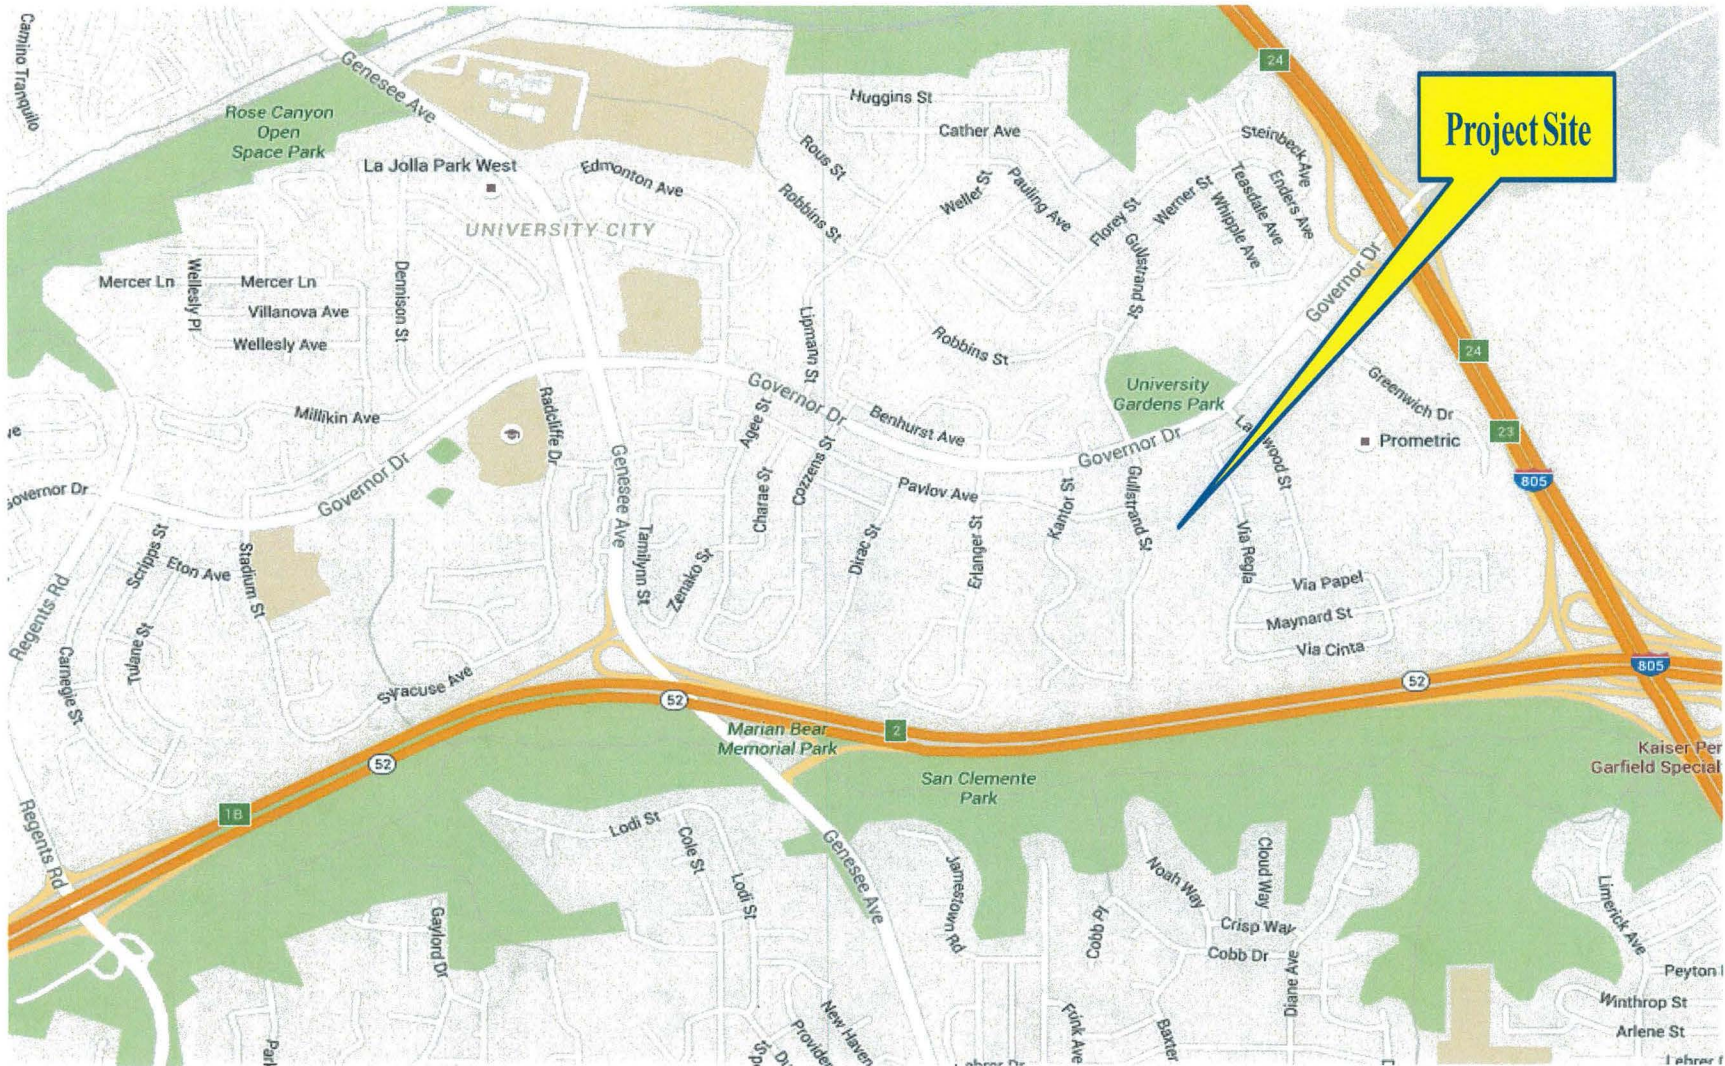 Camino Tranquilo
Genesee Ave
24
Project Site
Huggins St
Rose Canyon
Open
Space Park
Cather Ave
Steinbeck Ave
La Jolla Park West
Edmonton Ave
Rous St
Weller St
Pauling Ave
Werner St
Teasdale Ave
Enders Ave
Whipple Ave
Robbins St
Florey St
UNIVERSITY CITY
Gullstrand St
Governor Dr
Mercer Ln
Wellesly Pl
Mercer Ln
Dennison St
Villanova Ave
Wellesly Ave
Lipmann St
Robbins St
24
Greenwich Dr
University
Gardens Park
Governor Dr
Radcliffe Dr
Millikin Ave
Agee St
Benhurst Ave
Governor Dr
23
Prometric
Governor Dr
Genesee Ave
Cozzens St
Charae St
Pavlov Ave
Kantor St
Gullstrand St
805
Governor Dr
Scripps St
Eton Ave
Stadium St
Tamilynn St
Zenako St
Dirac St
Erlanger St
Via Regla
Via Papel
Regents Rd
Maynard St
Tulane St
Carnegie St
Via Cinta
805
Syracuse Ave
52
52
Marian Bear
Memorial Park
2
52
Kaiser Per
Garfield Special
San Clemente
Park
1B
Regents Rd
Lodi St
Cole St
Genesee Ave
Lodi St
Jamestown Rd
Noah Way
Cloud Way
Limerick Ave
Gaylord Dr
Cobb Pl
Crisp Way
Cobb Dr
Diane Ave
Peyton
Winthrop St
New Haven
Frink Ave
Baxter
Arlene St